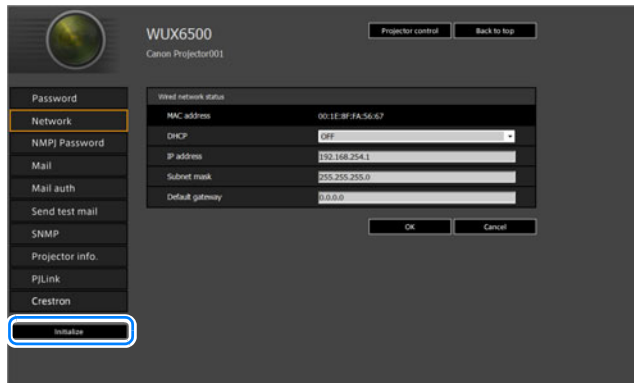 WUX6500
Projector control
Back to top
Canon Projector001
Password
Network
NMPJ Password
Mail
Mail auth
Send test mail
SNMP
Projector info.
PJLink
Crestron
Initialize
Wired network status
MAC address 00:1E:8F:FA:56:67
DHCP OFF
IP address 192.168.254.1
Subnet mask 255.255.255.0
Default gateway 0.0.0.0
OK
Cancel